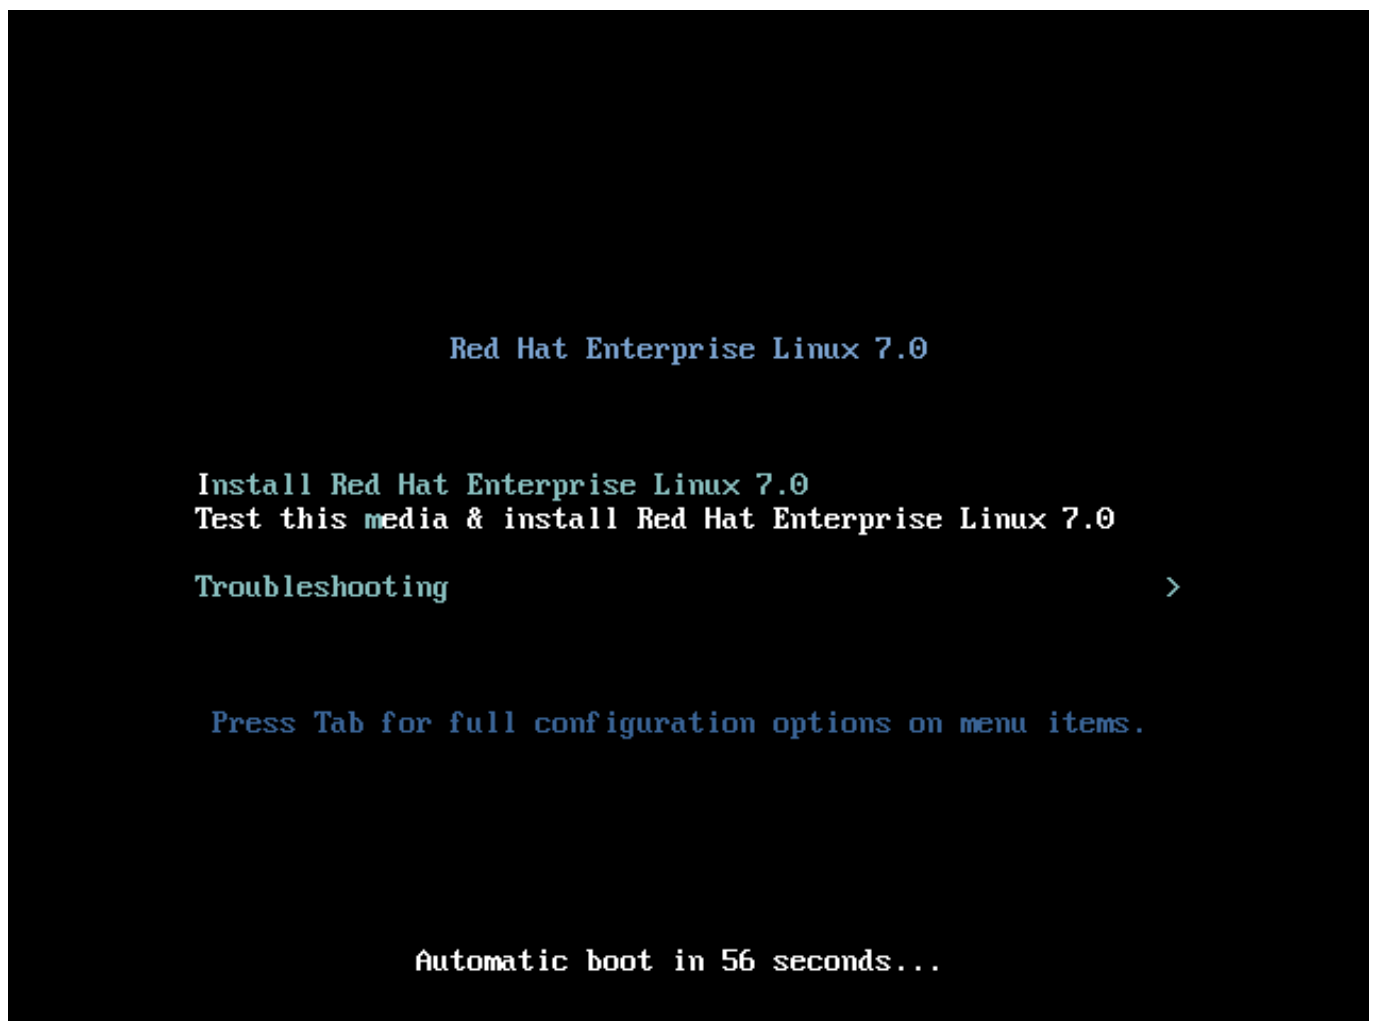 Red Hat Enterprise Linux 7.0
Install Red Hat Enterprise Linux 7.0
Test this media & install Red Hat Enterprise Linux 7.0
Troubleshooting >
Press Tab for full configuration options on menu items.
Automatic boot in 56 seconds...